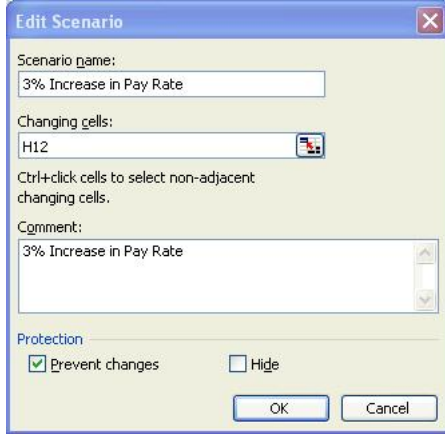 Edit Scenario
Scenario name:
3% Increase in Pay Rate
Changing cells:
H12
Ctrl+click cells to select non-adjacent
changing cells.
Comment:
3% Increase in Pay Rate
Protection
Prevent changes
Hide
OK
Cancel